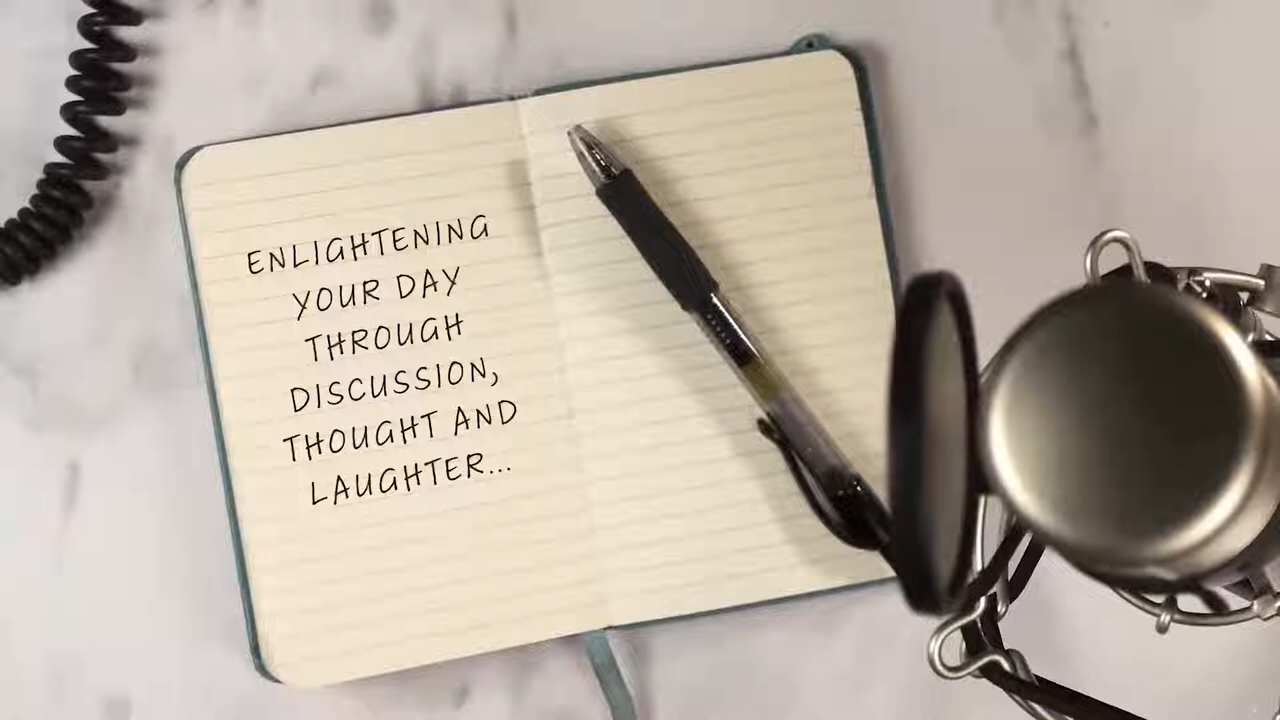 ENLIGHTENING
YOUR DAY
THROUGH
DISCUSSION,
THOUGHT AND
LAUGHTER...